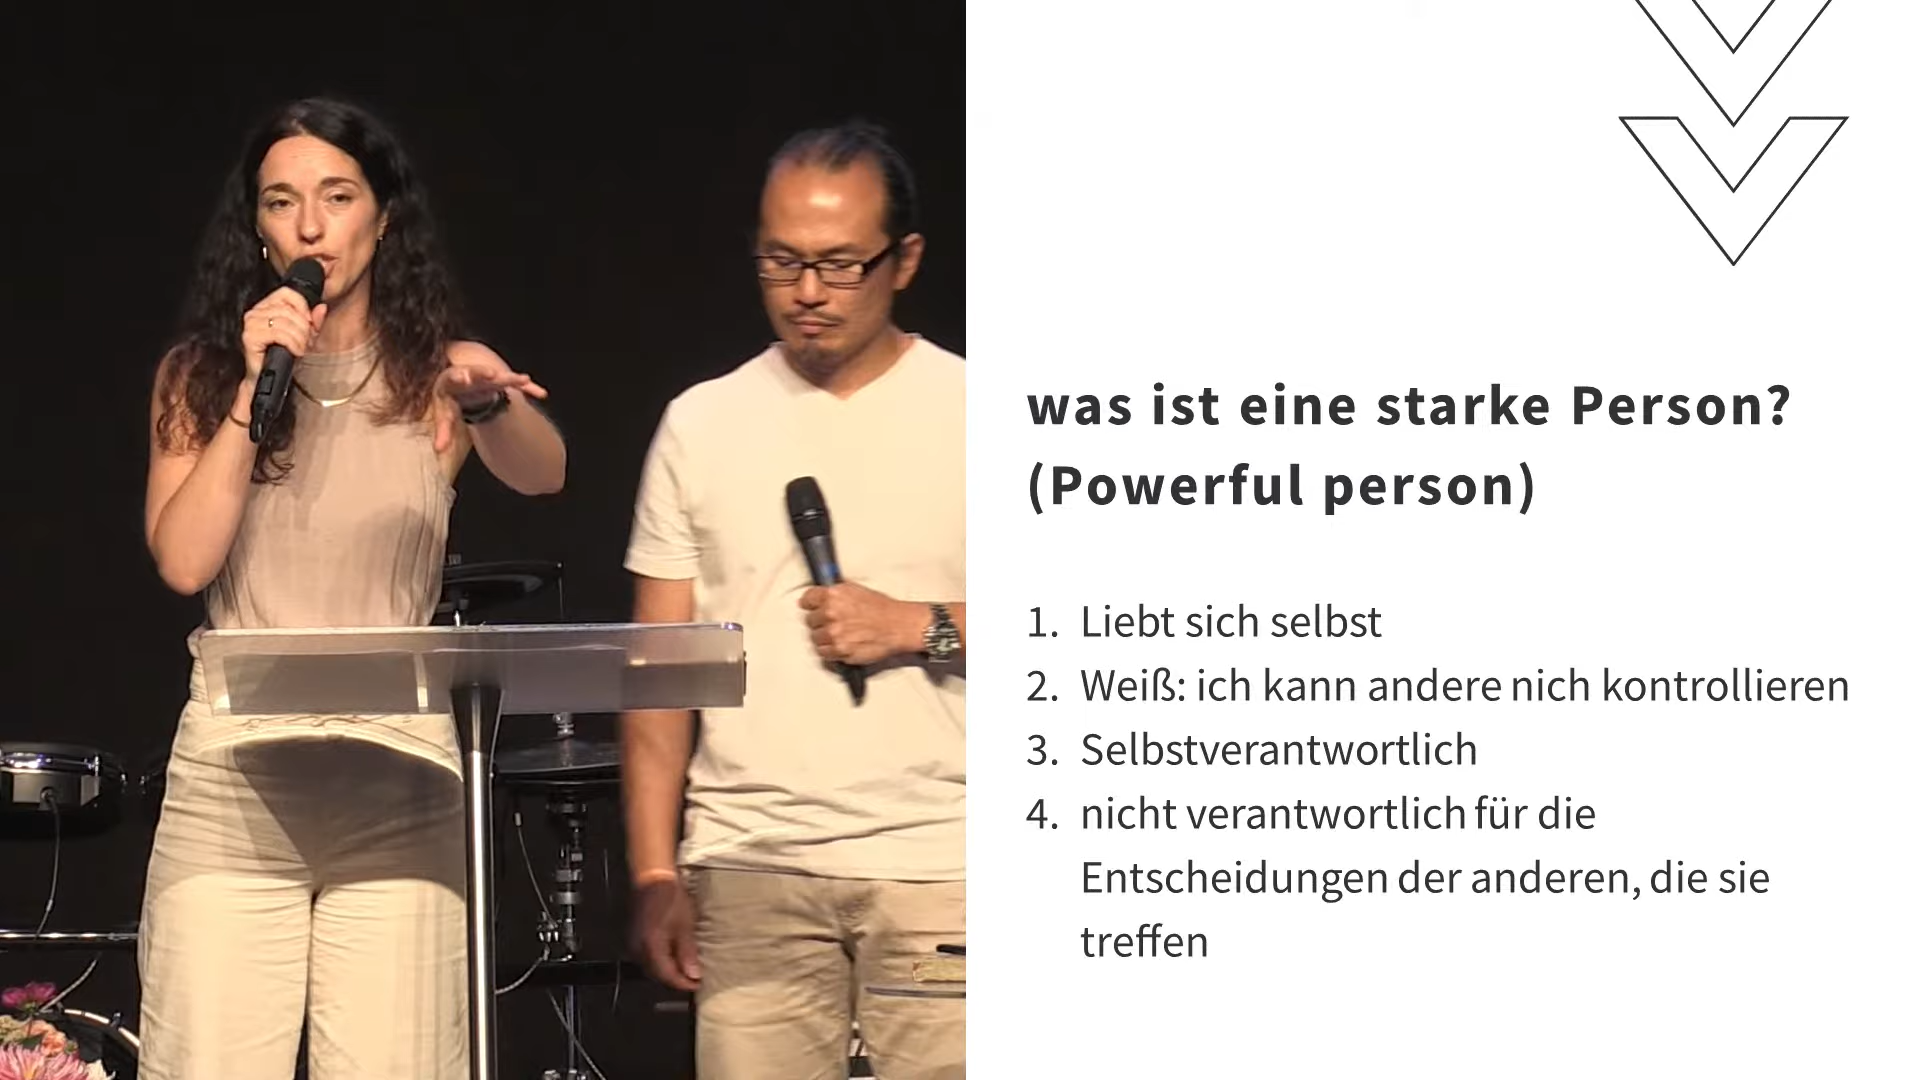 was ist eine starke Person?
(Powerful person)
1. Liebt sich selbst
2. Weiß: ich kann andere nich kontrollieren
3. Selbstverantwortlich
4. nicht verantwortlich für die
Entscheidungen der anderen, die sie
treffen